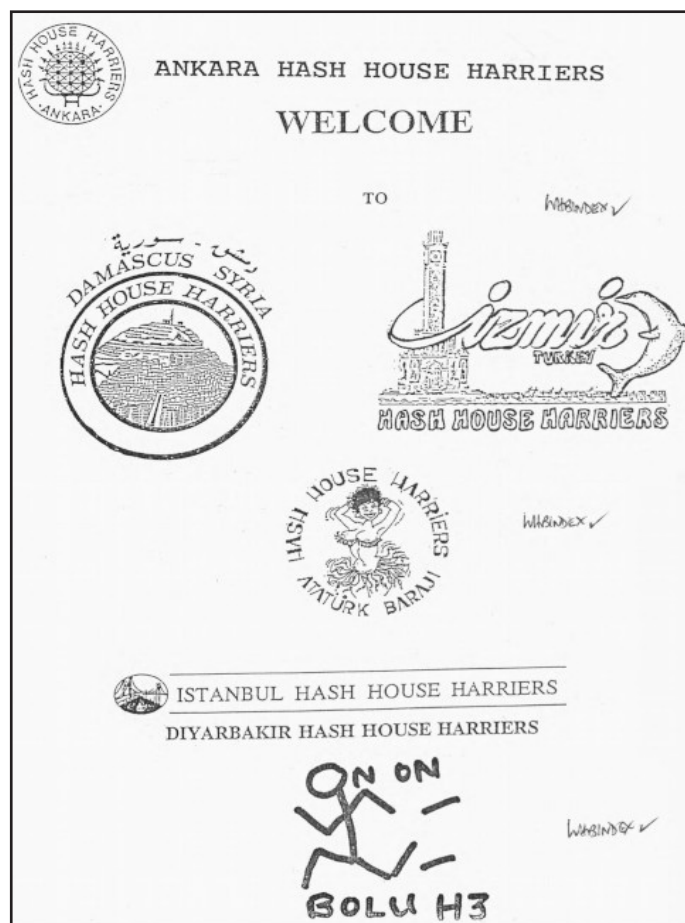 HASH HOUSE HARRIERS
·ANKARA·
ANKARA HASH HOUSE HARRIERS
WELCOME
TO
WHBINDEX ✓
دمشق - سورية
DAMASCUS SYRIA
HASH HOUSE HARRIERS
izmir
TURKEY
HASH HOUSE HARRIERS
HASH HOUSE HARRIERS
ATATÜRK BARAJI
WHBINDEX ✓
ISTANBUL HASH HOUSE HARRIERS
DIYARBAKIR HASH HOUSE HARRIERS
ON ON
WHBINDEX ✓
BOLU H3